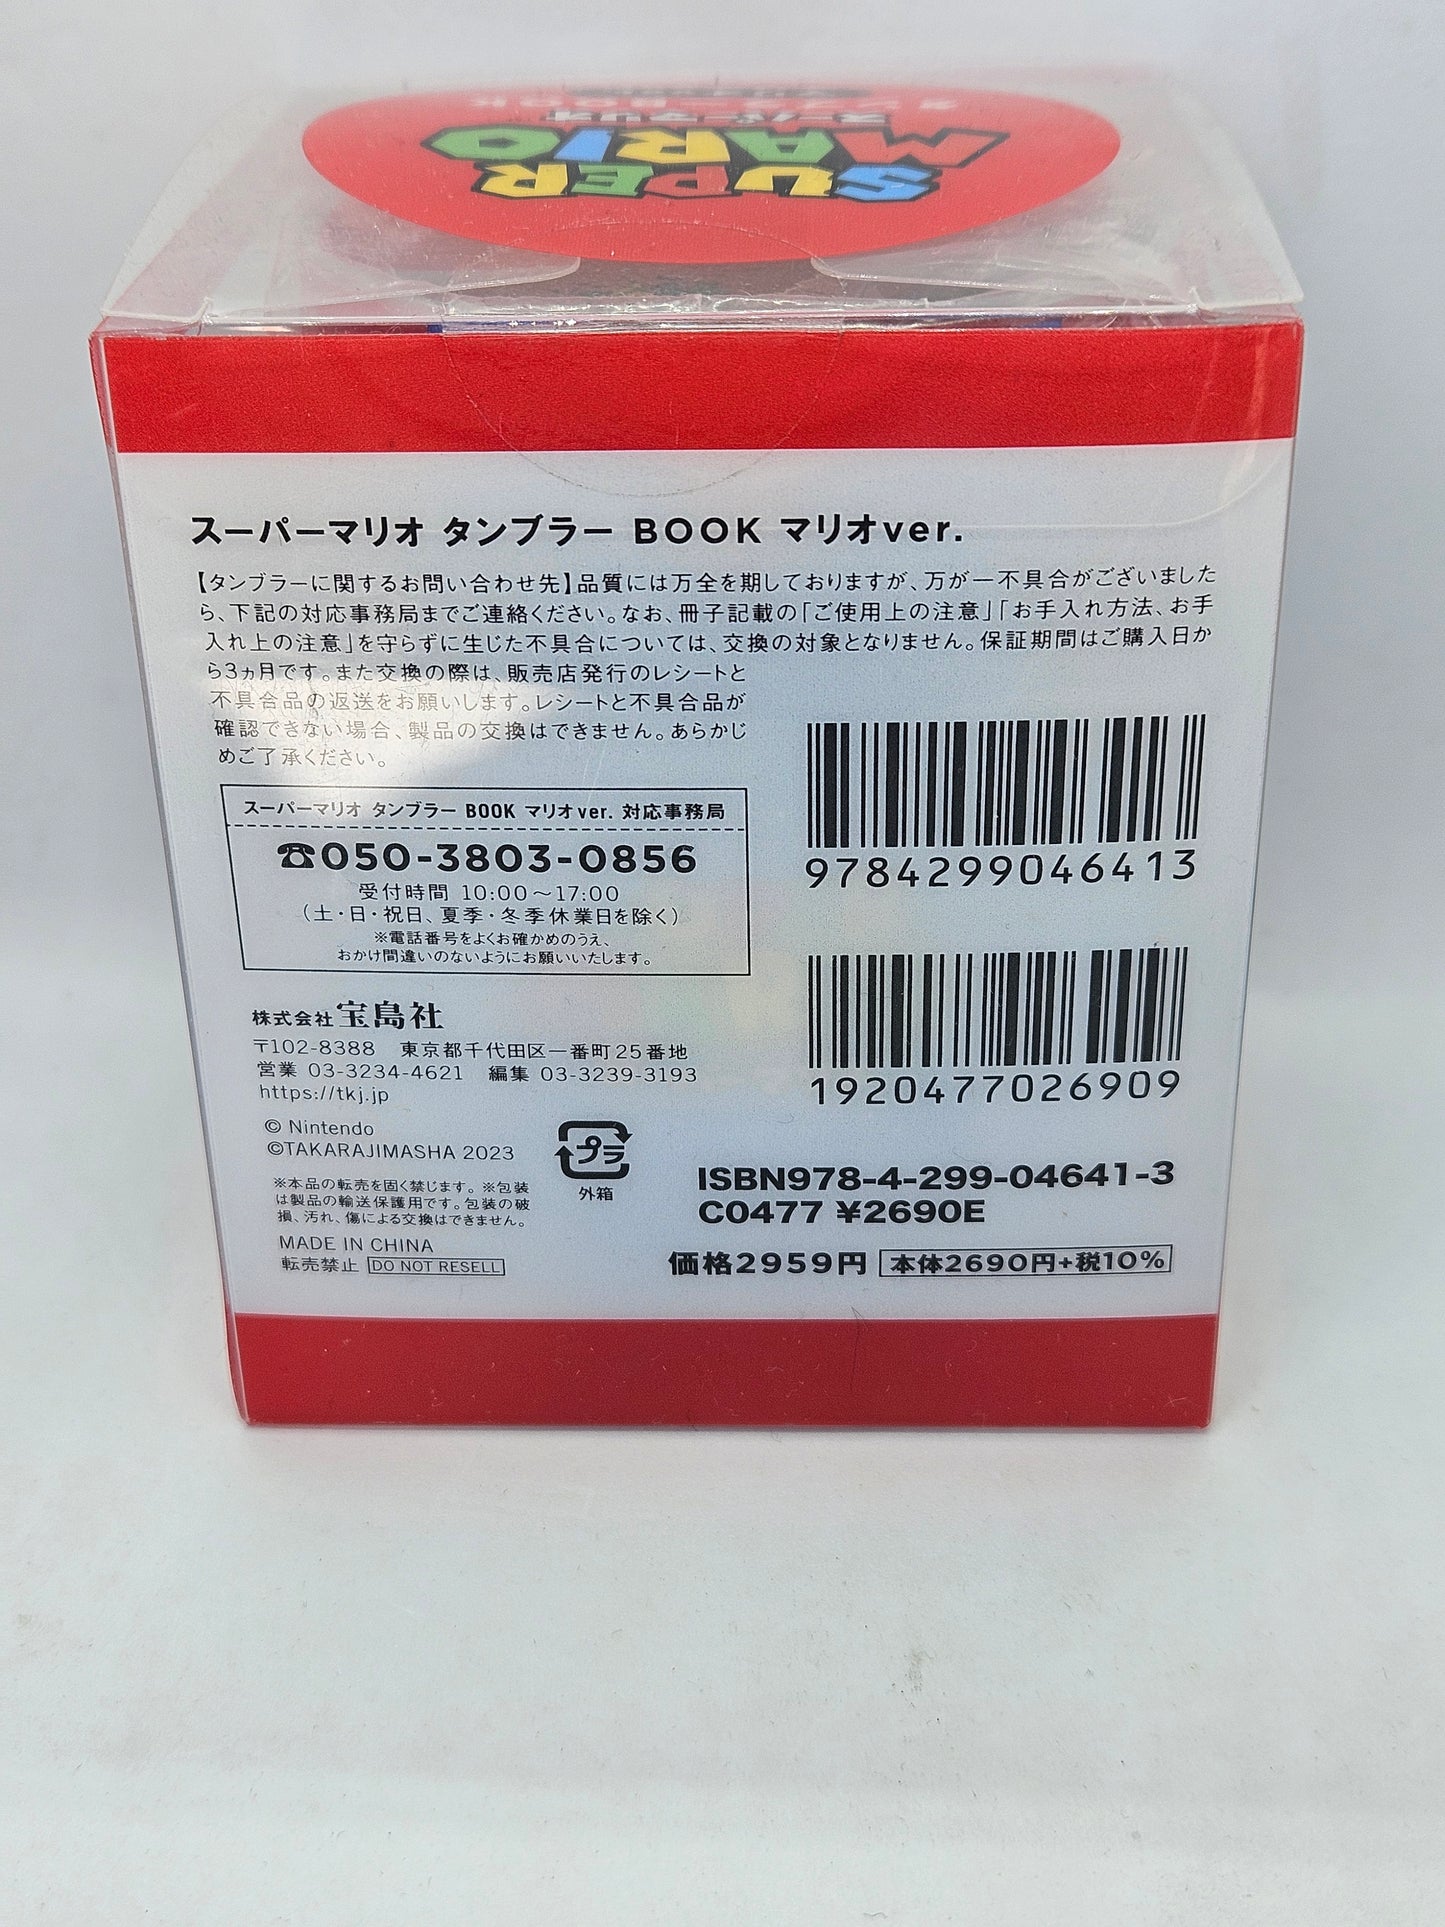 SUPER
MARIO
スーパーマリオ
タンブラー BOOK
スーパーマリオ タンブラー BOOK マリオver.
【タンブラーに関するお問い合わせ先】品質には万全を期しておりますが、万が一不具合がございました
ら、下記の対応事務局までご連絡ください。なお、冊子記載の「ご使用上の注意」「お手入れ方法、お手
入れ上の注意」を守らずに生じた不具合については、交換の対象となりません。保証期間はご購入日か
ら3ヵ月です。また交換の際は、販売店発行のレシートと
不具合品の返送をお願いします。レシートと不具合品が
確認できない場合、製品の交換はできません。あらかじ
めご了承ください。
スーパーマリオ タンブラー BOOK マリオver. 対応事務局
☎050-3803-0856
受付時間 10:00～17:00
（土・日・祝日、夏季・冬季休業日を除く）
※電話番号をよくお確かめのうえ、
おかけ間違いのないようにお願いいたします。
株式会社 宝島社
〒102-8388 東京都千代田区一番町25番地
営業 03-3234-4621 編集 03-3239-3193
https://tkj.jp
© Nintendo
©TAKARAJIMASHA 2023
※本品の転売を固く禁じます。※包装
は製品の輸送保護用です。包装の破
損、汚れ、傷による交換はできません。
MADE IN CHINA
転売禁止 DO NOT RESELL
プラ
外箱
9784299046413
1920477026909
ISBN978-4-299-04641-3
C0477 ¥2690E
価格2959円 本体2690円+税10%